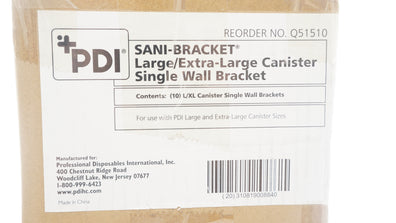 REORDER NO. Q51510
PDI
SANI-BRACKET®
Large/Extra-Large Canister
Single Wall Bracket
Contents: (10) L/XL Canister Single Wall Brackets
For use with PDI Large and Extra-Large Canister Sizes
Manufactured for:
Professional Disposables International, Inc.
400 Chestnut Ridge Road
Woodcliff Lake, New Jersey 07677
1-800-999-6423
www.pdihc.com
Made in China
(20)310819008840